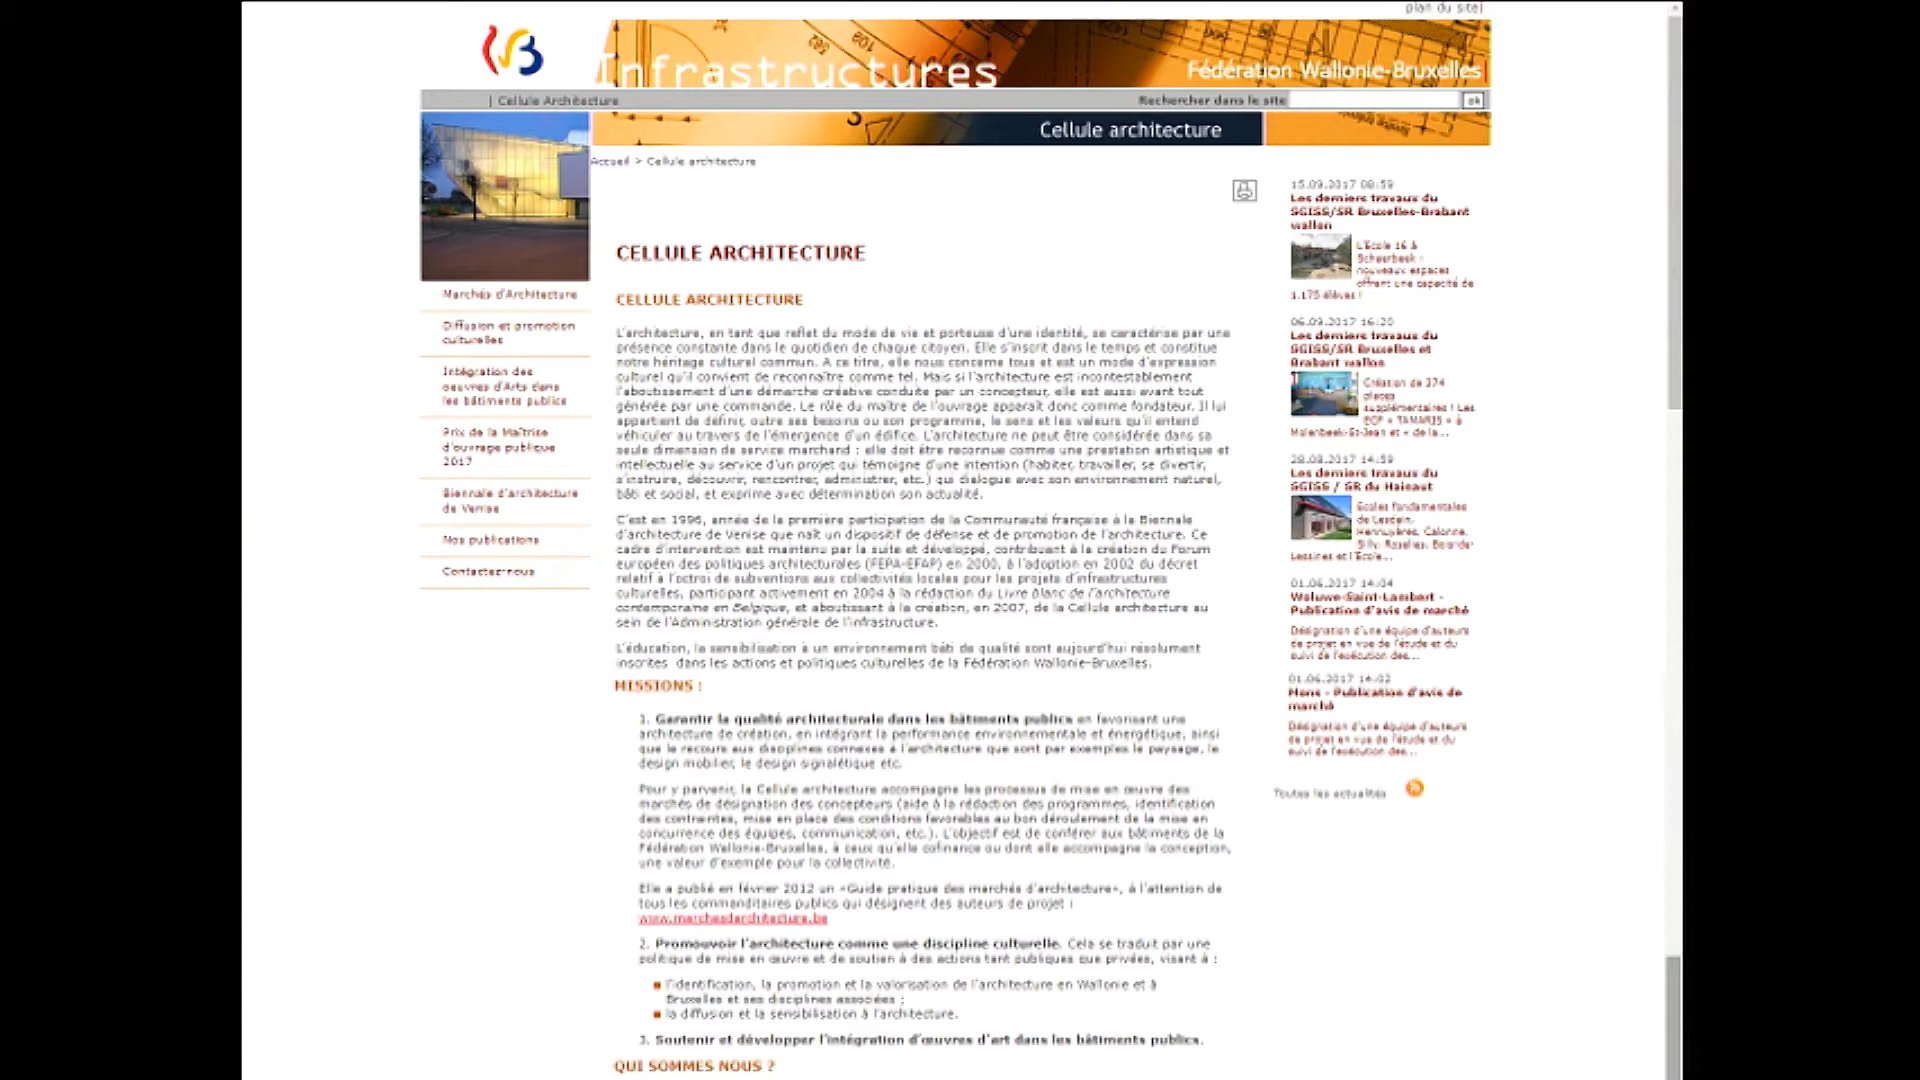 plan du site|
Infrastructures
Fédération Wallonie-Bruxelles
| Cellule Architecture
Rechercher dans le site
ok
Cellule architecture
Accueil > Cellule architecture
Marchés d'Architecture
Diffusion et promotion
culturelles
Intégration des
oeuvres d'Arts dans
les bâtiments publics
Prix de la Maîtrise
d'ouvrage publique
2017
Biennale d'architecture
de Venise
Nos publications
Contactez-nous
CELLULE ARCHITECTURE
CELLULE ARCHITECTURE
L'architecture, en tant que reflet du mode de vie et porteuse d'une identité, se caractérise par une
présence constante dans le quotidien de chaque citoyen. Elle s'inscrit dans le temps et constitue
notre héritage culturel commun. A ce titre, elle nous concerne tous et est un mode d'expression
culturel qu'il convient de reconnaître comme tel. Mais si l'architecture est incontestablement
l'aboutissement d'une démarche créative conduite par un concepteur, elle est aussi avant tout
générée par une commande. Le rôle du maître de l'ouvrage apparaît donc comme fondateur. Il lui
appartient de définir, outre ses besoins ou son programme, le sens et les valeurs qu'il entend
véhiculer au travers de l'émergence d'un édifice. L'architecture ne peut être considérée dans sa
seule dimension de service marchand : elle doit être reconnue comme une prestation artistique et
intellectuelle au service d'un projet qui témoigne d'une intention (habiter, travailler, se divertir,
s'instruire, découvrir, rencontrer, administrer, etc.) qui dialogue avec son environnement naturel,
bâti et social, et exprime avec détermination son actualité.
C'est en 1996, année de la première participation de la Communauté française à la Biennale
d'architecture de Venise que naît un dispositif de défense et de promotion de l'architecture. Ce
cadre d'intervention est maintenu par la suite et développé, contribuant à la création du Forum
européen des politiques architecturales (FEPA-EFAP) en 2000, à l'adoption en 2002 du décret
relatif à l'octroi de subventions aux collectivités locales pour les projets d'infrastructures
culturelles, participant activement en 2004 à la rédaction du Livre blanc de l'architecture
contemporaine en Belgique, et aboutissant à la création, en 2007, de la Cellule architecture au
sein de l'Administration générale de l'infrastructure.
L'éducation, la sensibilisation à un environnement bâti de qualité sont aujourd'hui résolument
inscrites dans les actions et politiques culturelles de la Fédération Wallonie-Bruxelles.
MISSIONS :
1. Garantir la qualité architecturale dans les bâtiments publics en favorisant une
architecture de création, en intégrant la performance environnementale et énergétique, ainsi
que le recours aux disciplines connexes à l'architecture que sont par exemples le paysage, le
design mobilier, le design signalétique etc.
Pour y parvenir, la Cellule architecture accompagne les processus de mise en œuvre des
marchés de désignation des concepteurs (aide à la rédaction des programmes, identification
des contraintes, mise en place des conditions favorables au bon déroulement de la mise en
concurrence des équipes, communication, etc.). L'objectif est de conférer aux bâtiments de la
Fédération Wallonie-Bruxelles, à ceux qu'elle cofinance ou dont elle accompagne la conception,
une valeur d'exemple pour la collectivité.
Elle a publié en février 2012 un «Guide pratique des marchés d'architecture», à l'attention de
tous les commanditaires publics qui désignent des auteurs de projet :
www.marchesdarchitecture.be
2. Promouvoir l'architecture comme une discipline culturelle. Cela se traduit par une
politique de mise en œuvre et de soutien à des actions tant publiques que privées, visant à :
l'identification, la promotion et la valorisation de l'architecture en Wallonie et à
Bruxelles et ses disciplines associées ;
la diffusion et la sensibilisation à l'architecture.
3. Soutenir et développer l'intégration d'œuvres d'art dans les bâtiments publics.
QUI SOMMES NOUS ?
15.09.2017 08:59
Les derniers travaux du
SGISS/SR Bruxelles-Brabant
wallon
L'École 16 à
Schaerbeek :
nouveaux espaces
offrant une capacité de
1.175 élèves !
06.09.2017 16:20
Les derniers travaux du
SGISS/SR Bruxelles et
Brabant wallon
Création de 374
places
supplémentaires ! Les
ECF « TAMARIS » à
Molenbeek-St-Jean et « de la...
28.08.2017 14:59
Les derniers travaux du
SGISS / SR du Hainaut
Écoles fondamentales
de Lesdain,
Hennuyères, Calonne,
Silly,
Lessines et l'École...
01.06.2017 14:04
Woluwe-Saint-Lambert -
Publication d'avis de marché
Désignation d'une équipe d'auteurs
de projet en vue de l'étude et du
suivi de l'exécution des...
01.06.2017 14:02
Mons - Publication d'avis de
marché
Désignation d'une équipe d'auteurs
de projet en vue de l'étude et du
suivi de l'exécution des...
Toutes les actualités